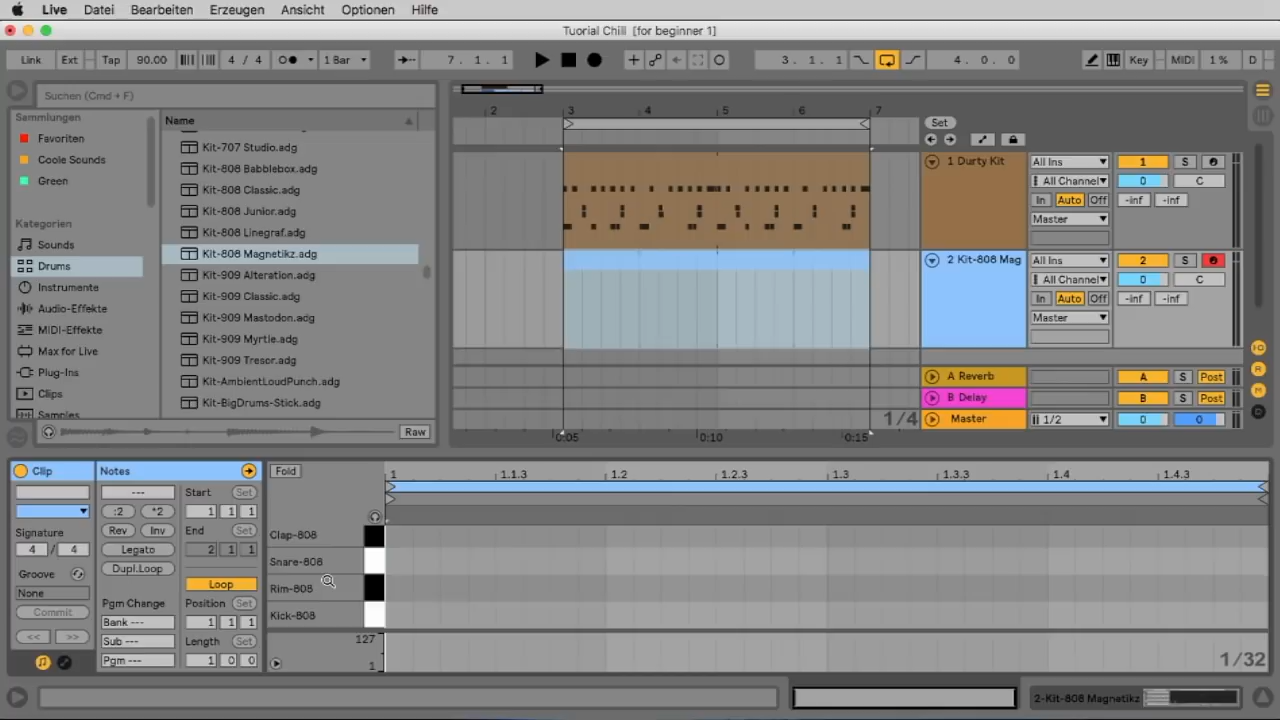 Live Datei Bearbeiten Erzeugen Ansicht Optionen Hilfe
Tuorial Chill [for beginner 1]
Link Ext Tap 90.00 4 / 4 1 Bar 7. 1. 1 3. 1. 1 4. 0. 0 Key MIDI 1 % D
Suchen (Cmd + F)
Sammlungen
Favoriten
Coole Sounds
Green
Kategorien
Sounds
Drums
Instrumente
Audio-Effekte
MIDI-Effekte
Max for Live
Plug-Ins
Clips
Samples
Name
Kit-707 Studio.adg
Kit-808 Babblebox.adg
Kit-808 Classic.adg
Kit-808 Junior.adg
Kit-808 Linegraf.adg
Kit-808 Magnetikz.adg
Kit-909 Alteration.adg
Kit-909 Classic.adg
Kit-909 Mastodon.adg
Kit-909 Myrtle.adg
Kit-909 Tresor.adg
Kit-AmbientLoudPunch.adg
Kit-BigDrums-Stick.adg
Raw
2 3 4 5 6 7
Set
1 Durty Kit All Ins 1 S
All Channel 0 C
In Auto Off -inf -inf
Master
2 Kit-808 Mag All Ins 2 S
All Channel 0 C
In Auto Off -inf -inf
Master
A Reverb A S Post
B Delay B S Post
1/4 Master 1/2 0 0
0:05 0:10 0:15
Clip
Signature
4 / 4
Groove
None
Commit
<< >>
Notes
---
:2 *2
Rev Inv
Legato
Dupl.Loop
Pgm Change
Bank ---
Sub ---
Pgm ---
Start Set
1 1 1
End Set
2 1 1
Loop
Position Set
1 1 1
Length Set
1 0 0
Fold
1 1.1.3 1.2 1.2.3 1.3 1.3.3 1.4 1.4.3
Clap-808
Snare-808
Rim-808
Kick-808
127
1
1/32
2-Kit-808 Magnetikz